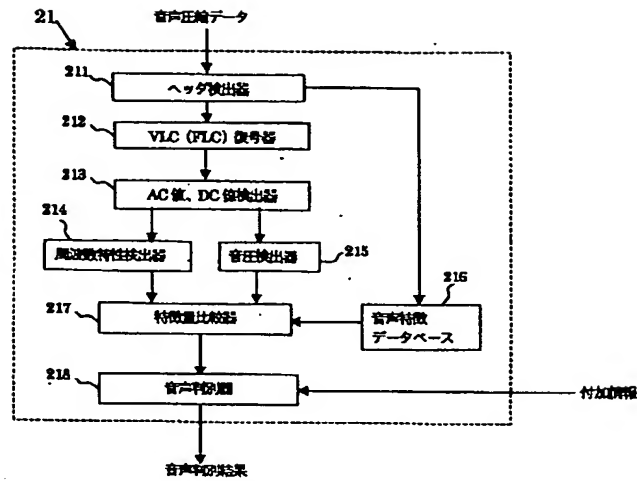 21
音声圧縮データ
211
ヘッダ検出器
212
VLC (FLC) 復号器
213
AC値、DC値検出器
214
周波数特性検出器
音圧検出器
215
216
217
特徴量比較器
音声特徴
データベース
218
音声判別器
付加情報
音声判別結果